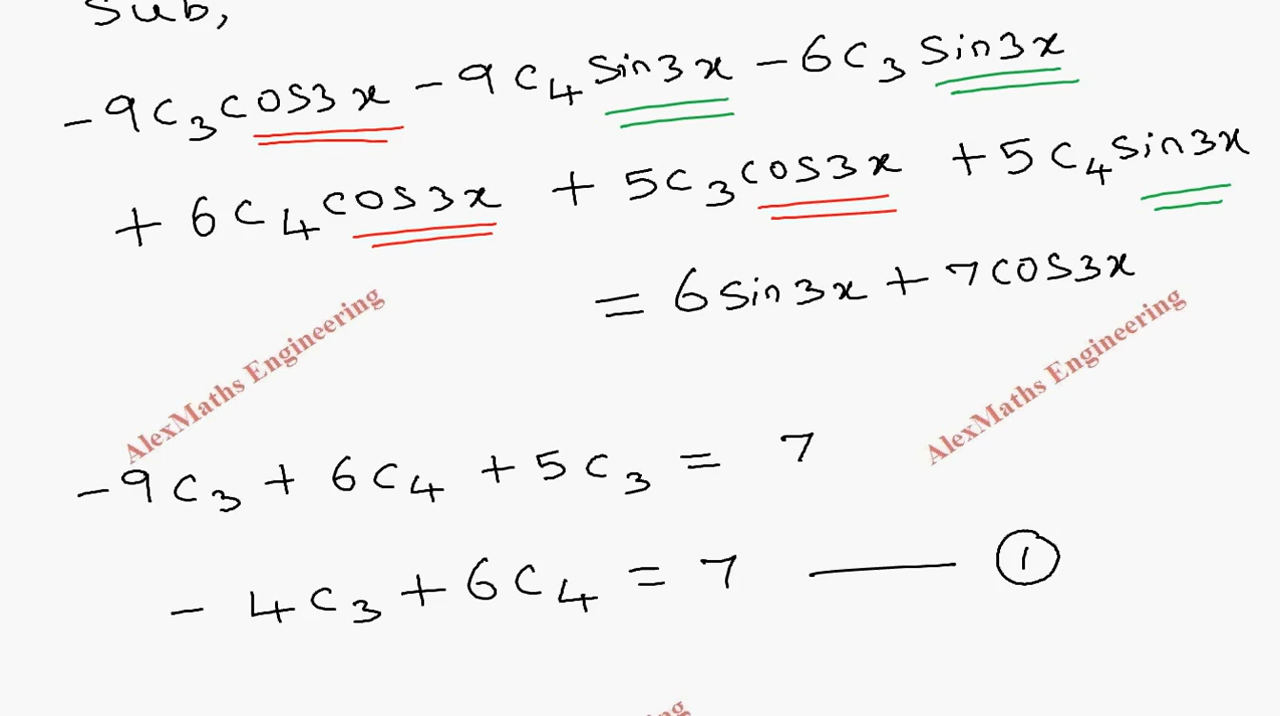 Sub,
-9C₃cos3x - 9C₄sin3x - 6C₃sin3x
+ 6C₄cos3x + 5C₃cos3x + 5C₄sin3x
= 6sin3x + 7cos3x
AlexMaths Engineering AlexMaths Engineering
-9C₃ + 6C₄ + 5C₃ = 7
- 4C₃ + 6C₄ = 7 —— ①